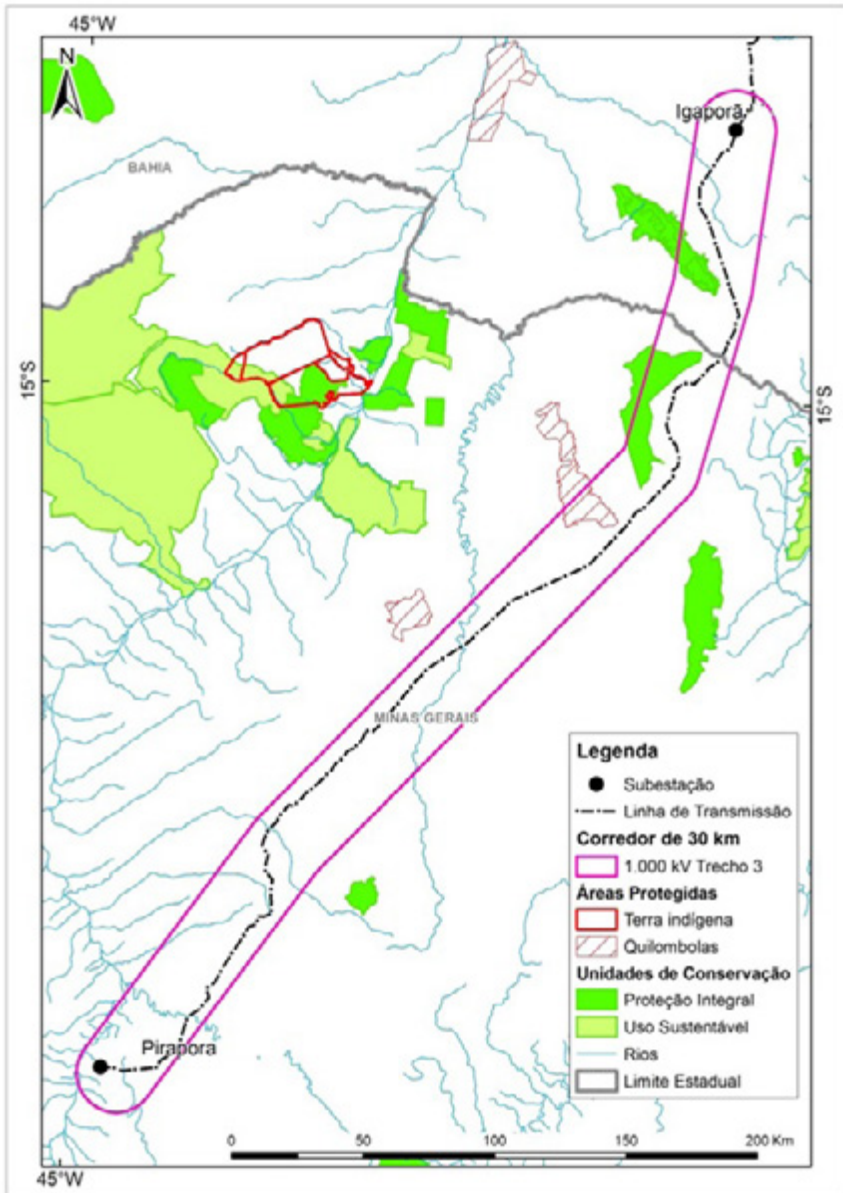 45°W
N
Igaporã
BAHIA
15°S
15°S
MINAS GERAIS
Pirapora
Legenda
Subestação
Linha de Transmissão
Corredor de 30 km
1.000 kV Trecho 3
Áreas Protegidas
Terra indígena
Quilombolas
Unidades de Conservação
Proteção Integral
Uso Sustentável
Rios
Limite Estadual
0 50 100 150 200 Km
45°W